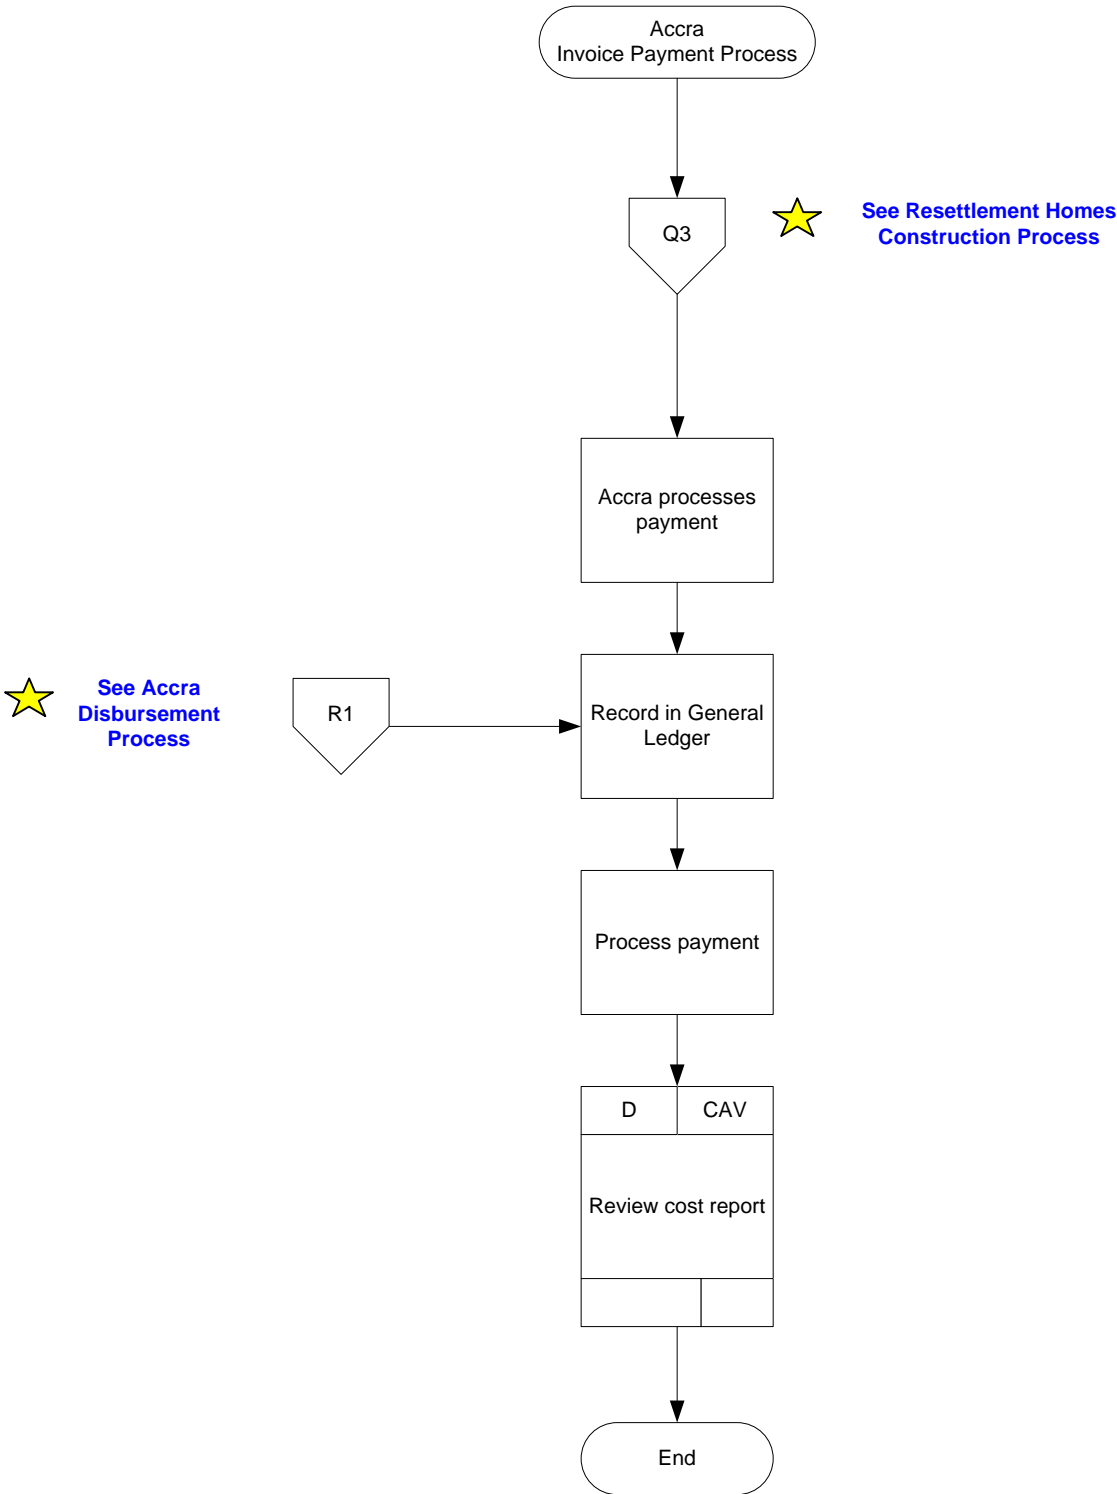 Accra
Invoice Payment Process
Q3
See Resettlement Homes
Construction Process
Accra processes
payment
See Accra
Disbursement
Process
R1
Record in General
Ledger
Process payment
D
CAV
Review cost report
End